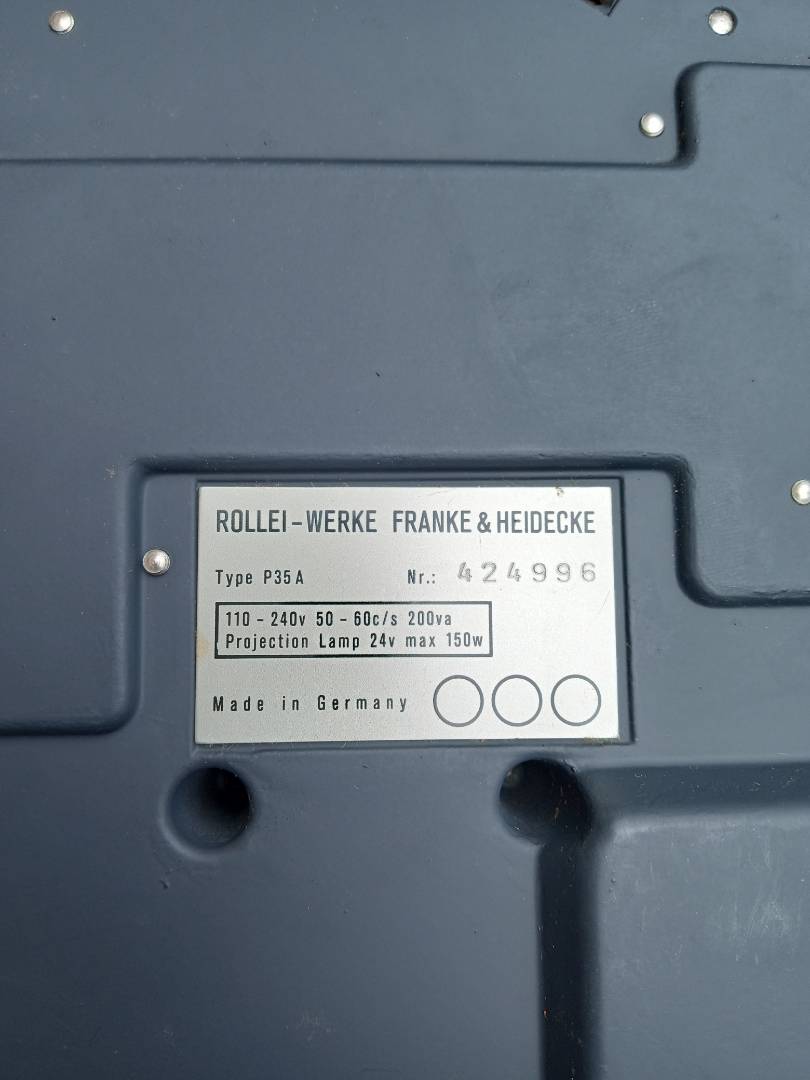 ROLLEI-WERKE FRANKE & HEIDECKE
Type P35A Nr.: 424996
110 - 240v 50 - 60c/s 200va
Projection Lamp 24v max 150w
Made in Germany